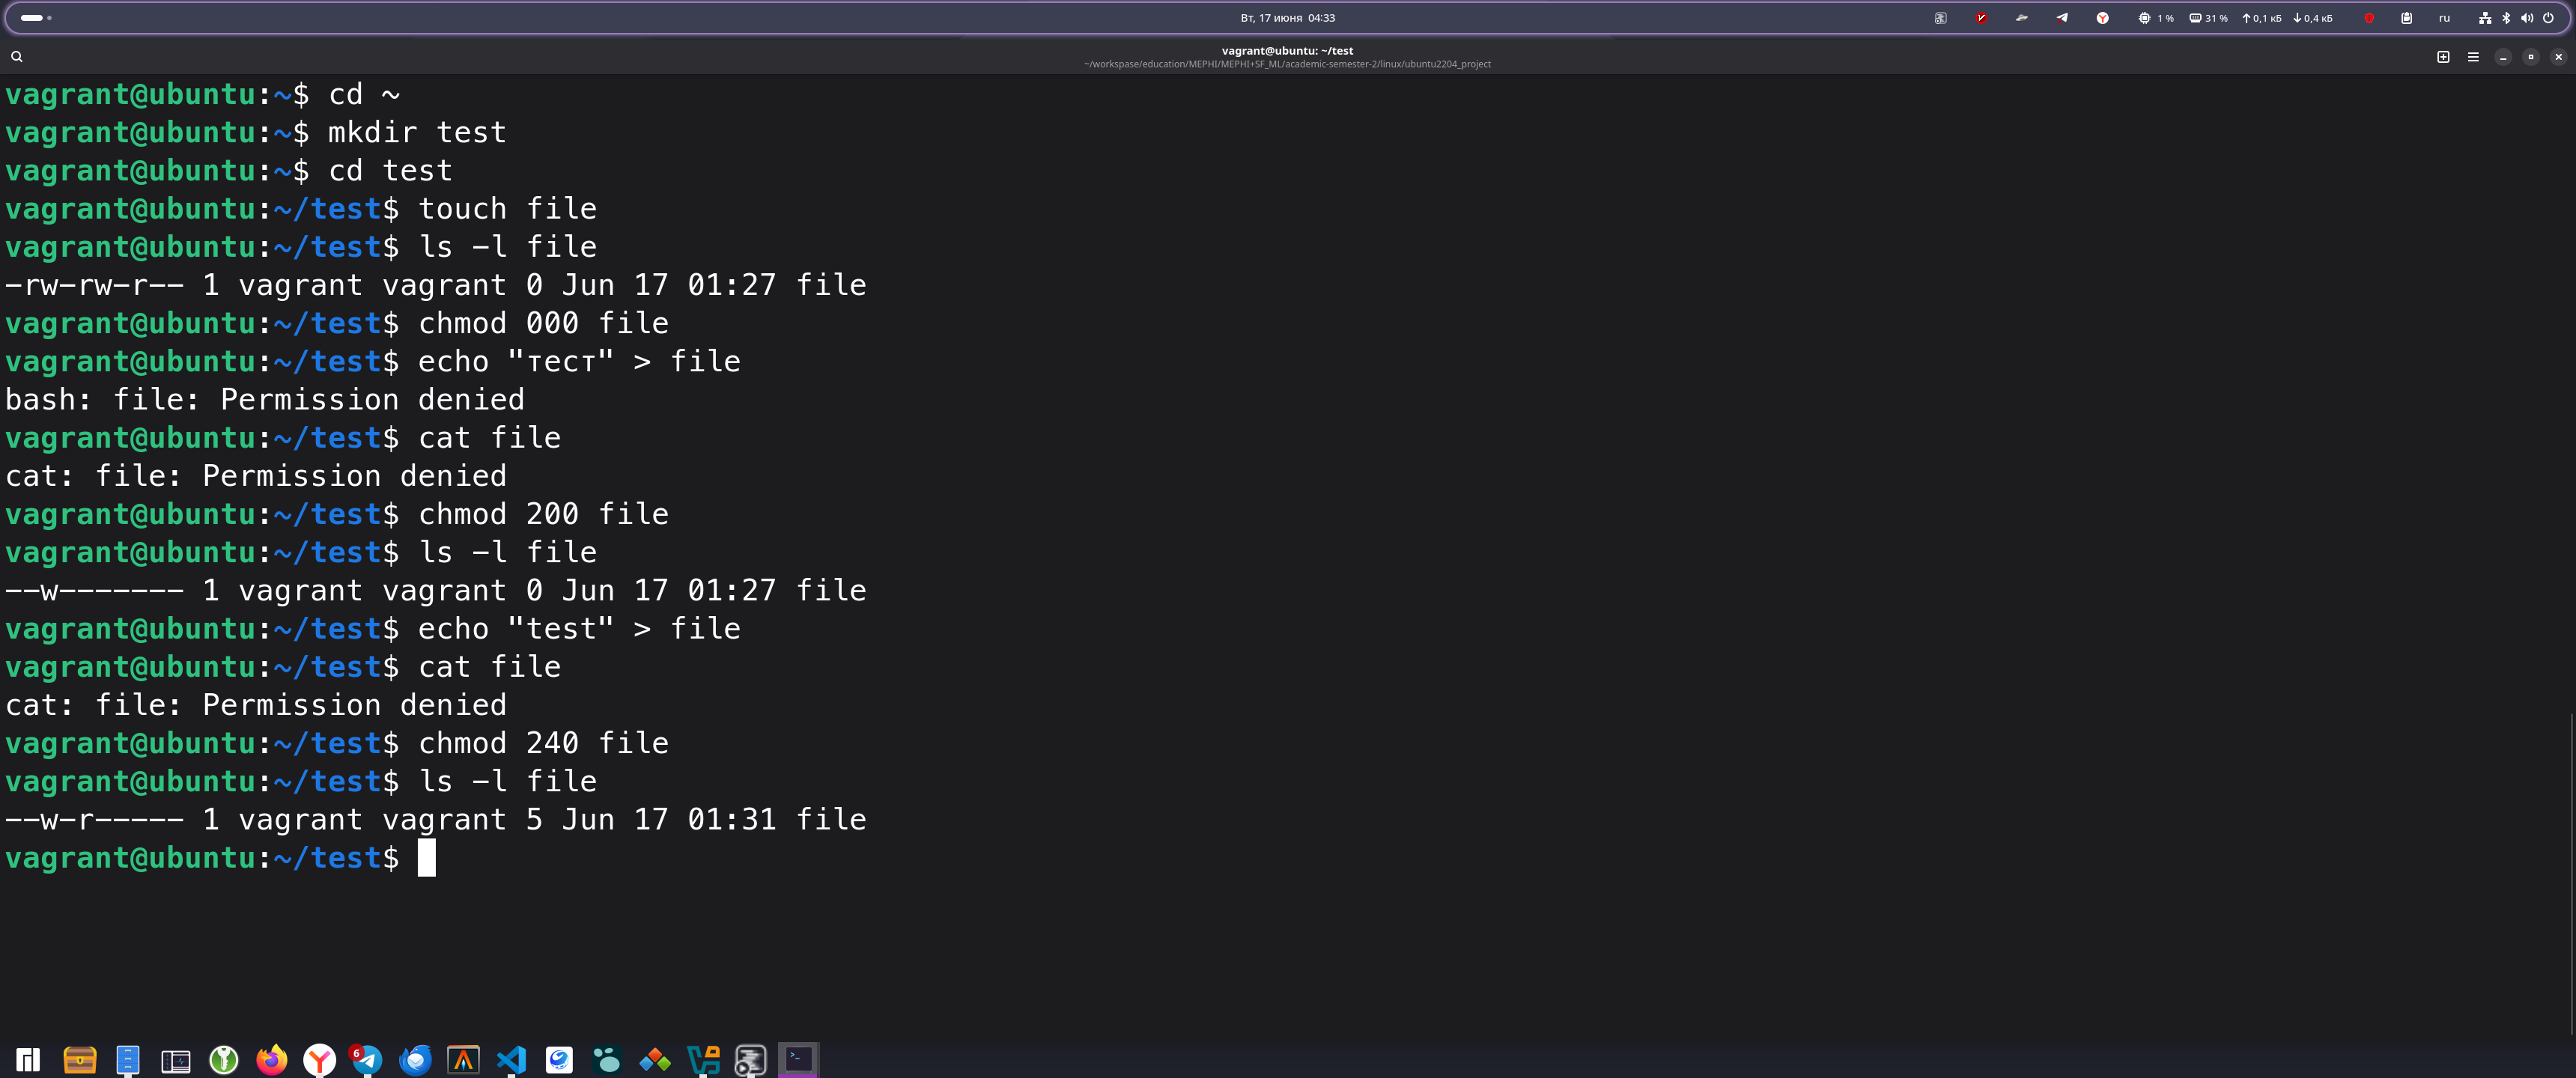 Вт, 17 июня 04:33
1 %
31 %
0,1 кБ
0,4 кБ
ru
vagrant@ubuntu: ~/test
~/workspase/education/MEPHI/MEPHI+SF_ML/academic-semester-2/linux/ubuntu2204_project
vagrant@ubuntu:~$ cd ~
vagrant@ubuntu:~$ mkdir test
vagrant@ubuntu:~$ cd test
vagrant@ubuntu:~/test$ touch file
vagrant@ubuntu:~/test$ ls -l file
-rw-rw-r-- 1 vagrant vagrant 0 Jun 17 01:27 file
vagrant@ubuntu:~/test$ chmod 000 file
vagrant@ubuntu:~/test$ echo "тест" > file
bash: file: Permission denied
vagrant@ubuntu:~/test$ cat file
cat: file: Permission denied
vagrant@ubuntu:~/test$ chmod 200 file
vagrant@ubuntu:~/test$ ls -l file
--w------- 1 vagrant vagrant 0 Jun 17 01:27 file
vagrant@ubuntu:~/test$ echo "test" > file
vagrant@ubuntu:~/test$ cat file
cat: file: Permission denied
vagrant@ubuntu:~/test$ chmod 240 file
vagrant@ubuntu:~/test$ ls -l file
--w-r----- 1 vagrant vagrant 5 Jun 17 01:31 file
vagrant@ubuntu:~/test$
6